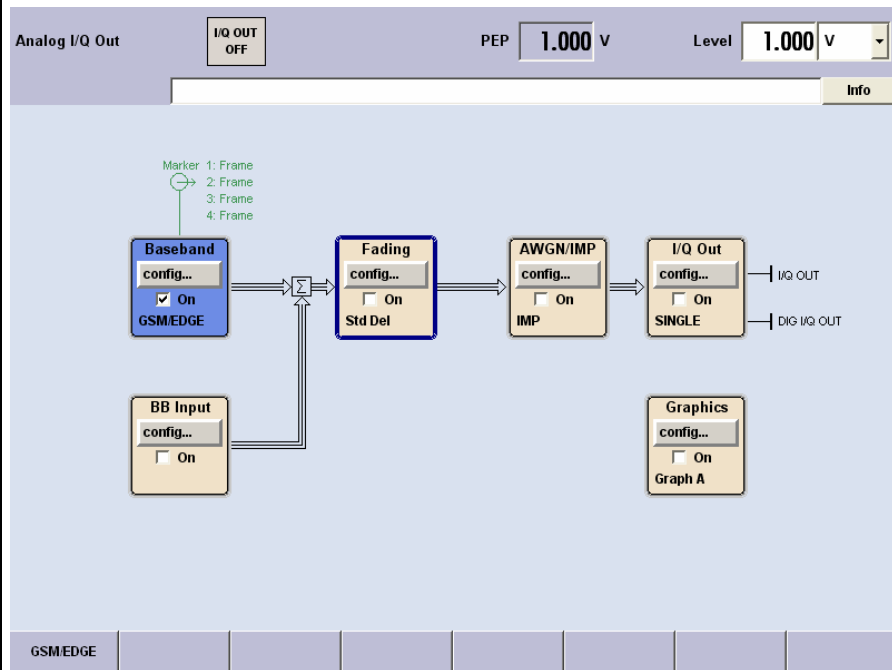 Analog I/Q Out
I/Q OUT
OFF
PEP 1.000 V
Level 1.000 V
Info
Marker 1: Frame
2: Frame
3: Frame
4: Frame
Baseband
config...
On
GSM/EDGE
Σ
Fading
config...
On
Std Del
AWGN/IMP
config...
On
IMP
I/Q Out
config...
On
SINGLE
I/Q OUT
DIG I/Q OUT
BB Input
config...
On
Graphics
config...
On
Graph A
GSM/EDGE